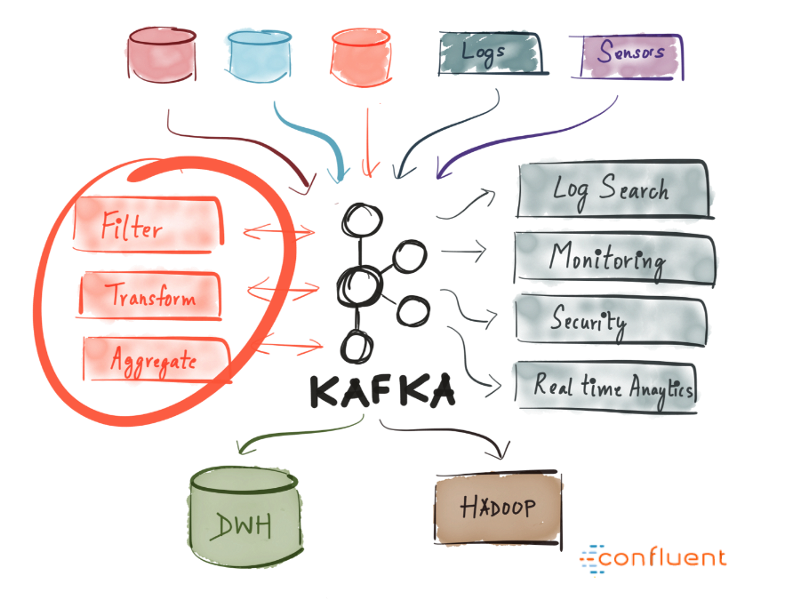 Logs
Sensors
Filter
Transform
Aggregate
KAFKA
Log Search
Monitoring
Security
Real time Anaytics
DWH
HADOOP
confluent